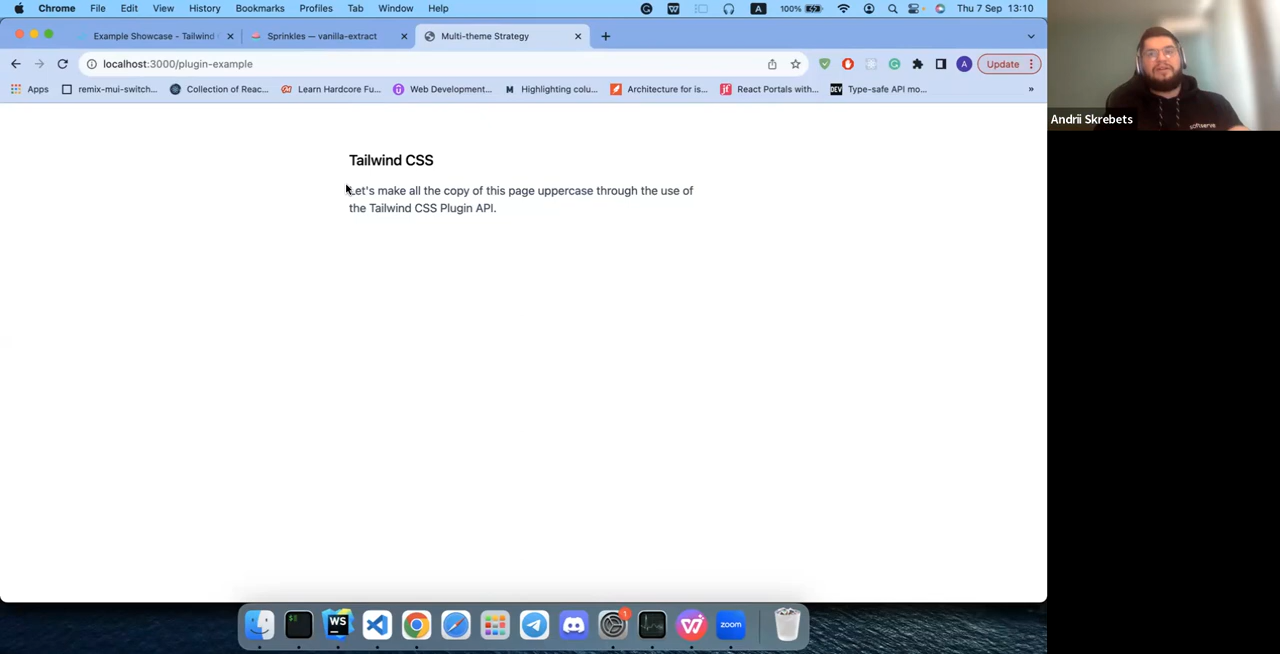 Chrome File Edit View History Bookmarks Profiles Tab Window Help A 100% Thu 7 Sep 13:10
Example Showcase - Tailwind Sprinkles — vanilla-extract Multi-theme Strategy
localhost:3000/plugin-example A Update
Apps remix-mui-switch... Collection of Reac... Learn Hardcore Fu... Web Development... M Highlighting colu... Architecture for is... React Portals with... DEV Type-safe API mo... »
Andrii Skrebets
softserve
Tailwind CSS
Let's make all the copy of this page uppercase through the use of
the Tailwind CSS Plugin API.
$ WS 1 zoom